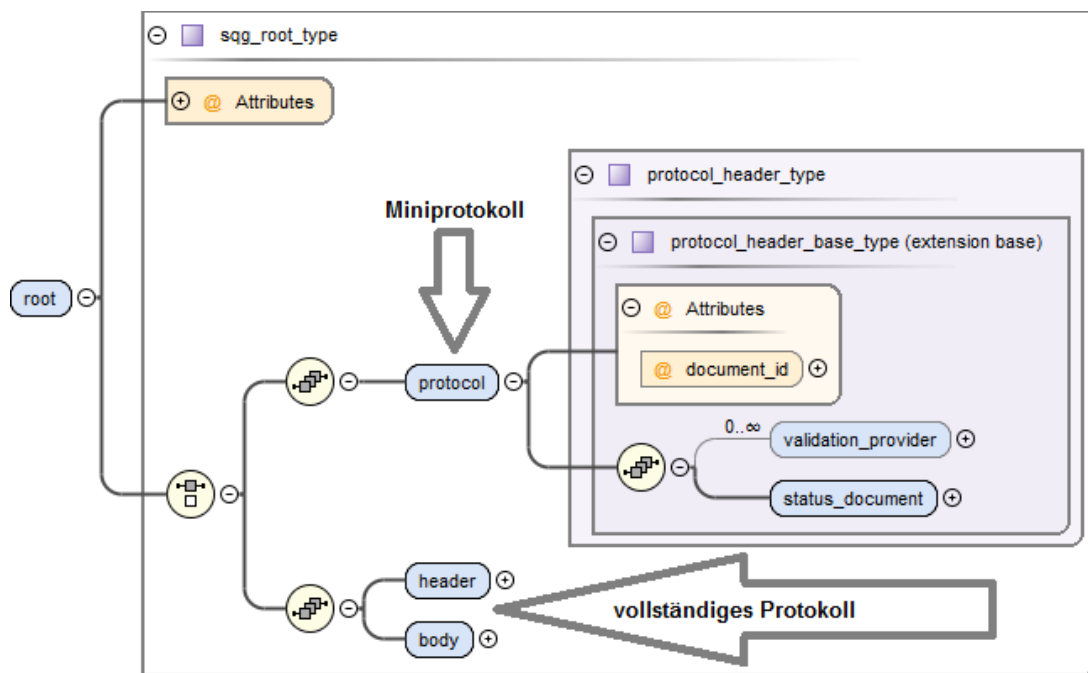 sqg_root_type
@ Attributes
protocol_header_type
Miniprotokoll
protocol_header_base_type (extension base)
root
@ Attributes
@ document_id
protocol
0..∞
validation_provider
status_document
header
vollständiges Protokoll
body